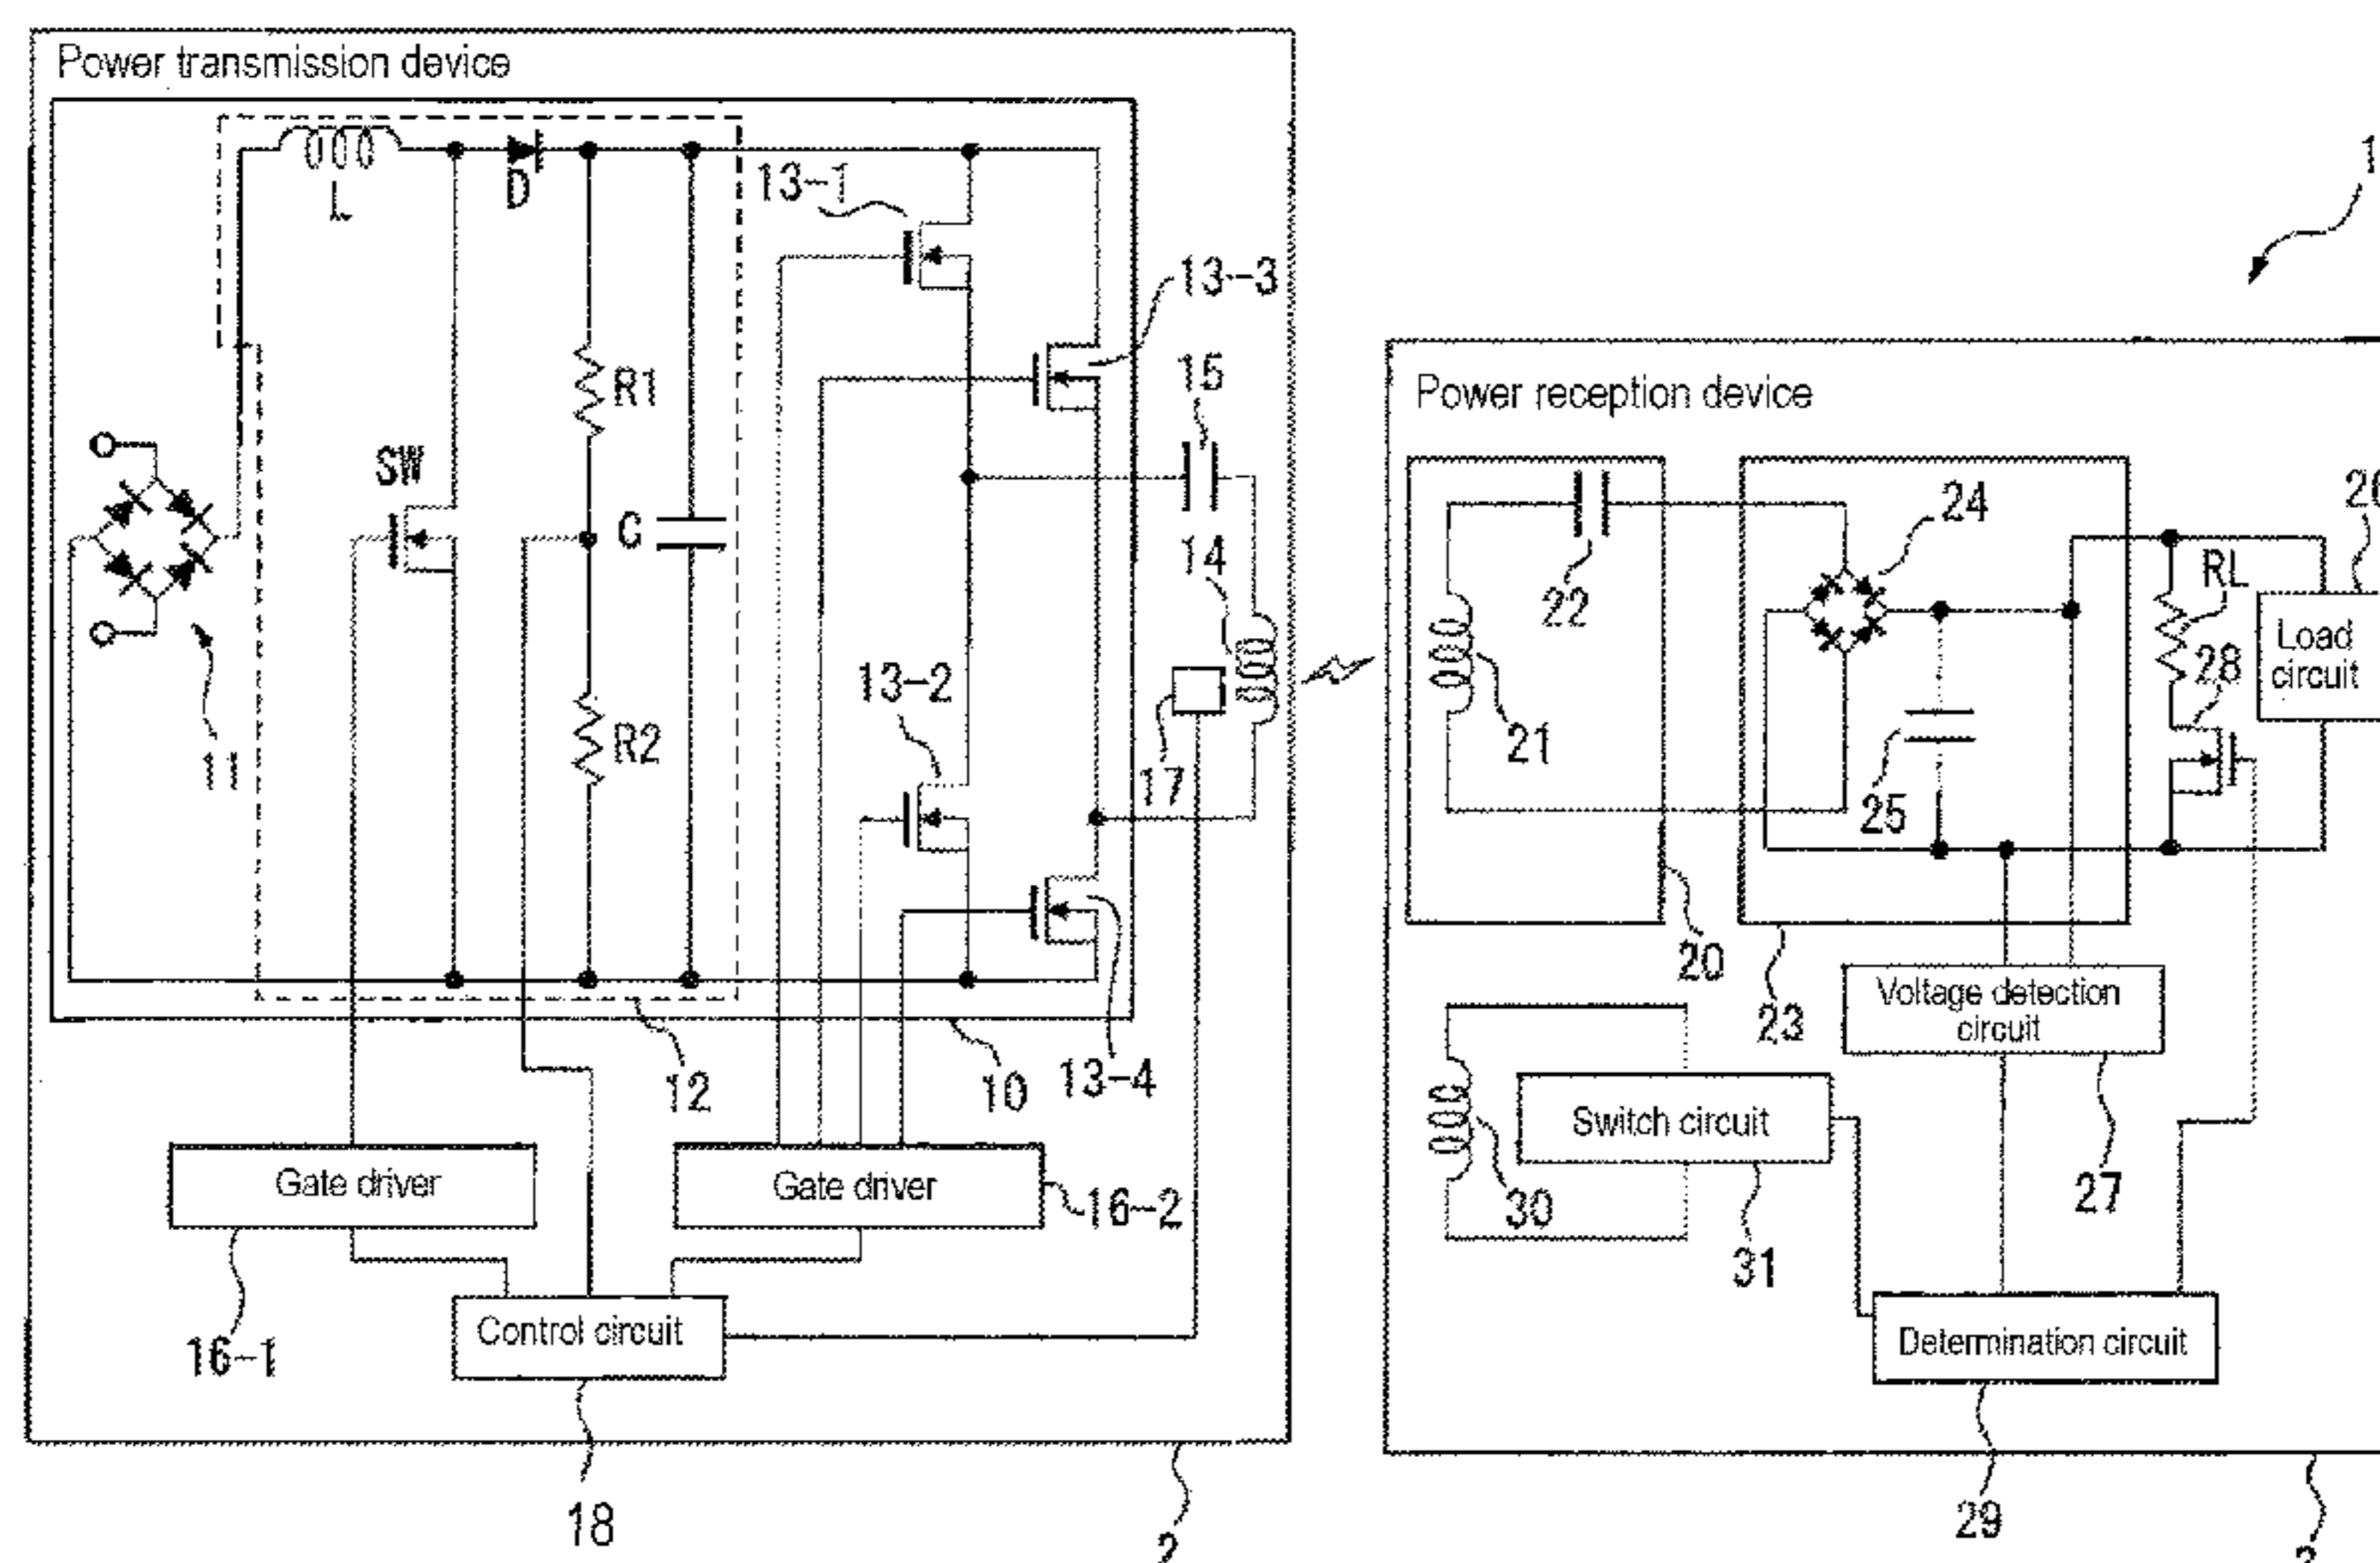 Power transmission device
L
D
13-1
13-3
1
R1
15
Power reception device
SW
C
14
24
26
22
RL
Load
circuit
28
13-2
11
R2
17
21
25
20
23
Voltage detection
circuit
12
10
13-4
Switch circuit
27
30
31
Gate driver
Gate driver
16-2
16-1
Control circuit
Determination circuit
18
2
29
3